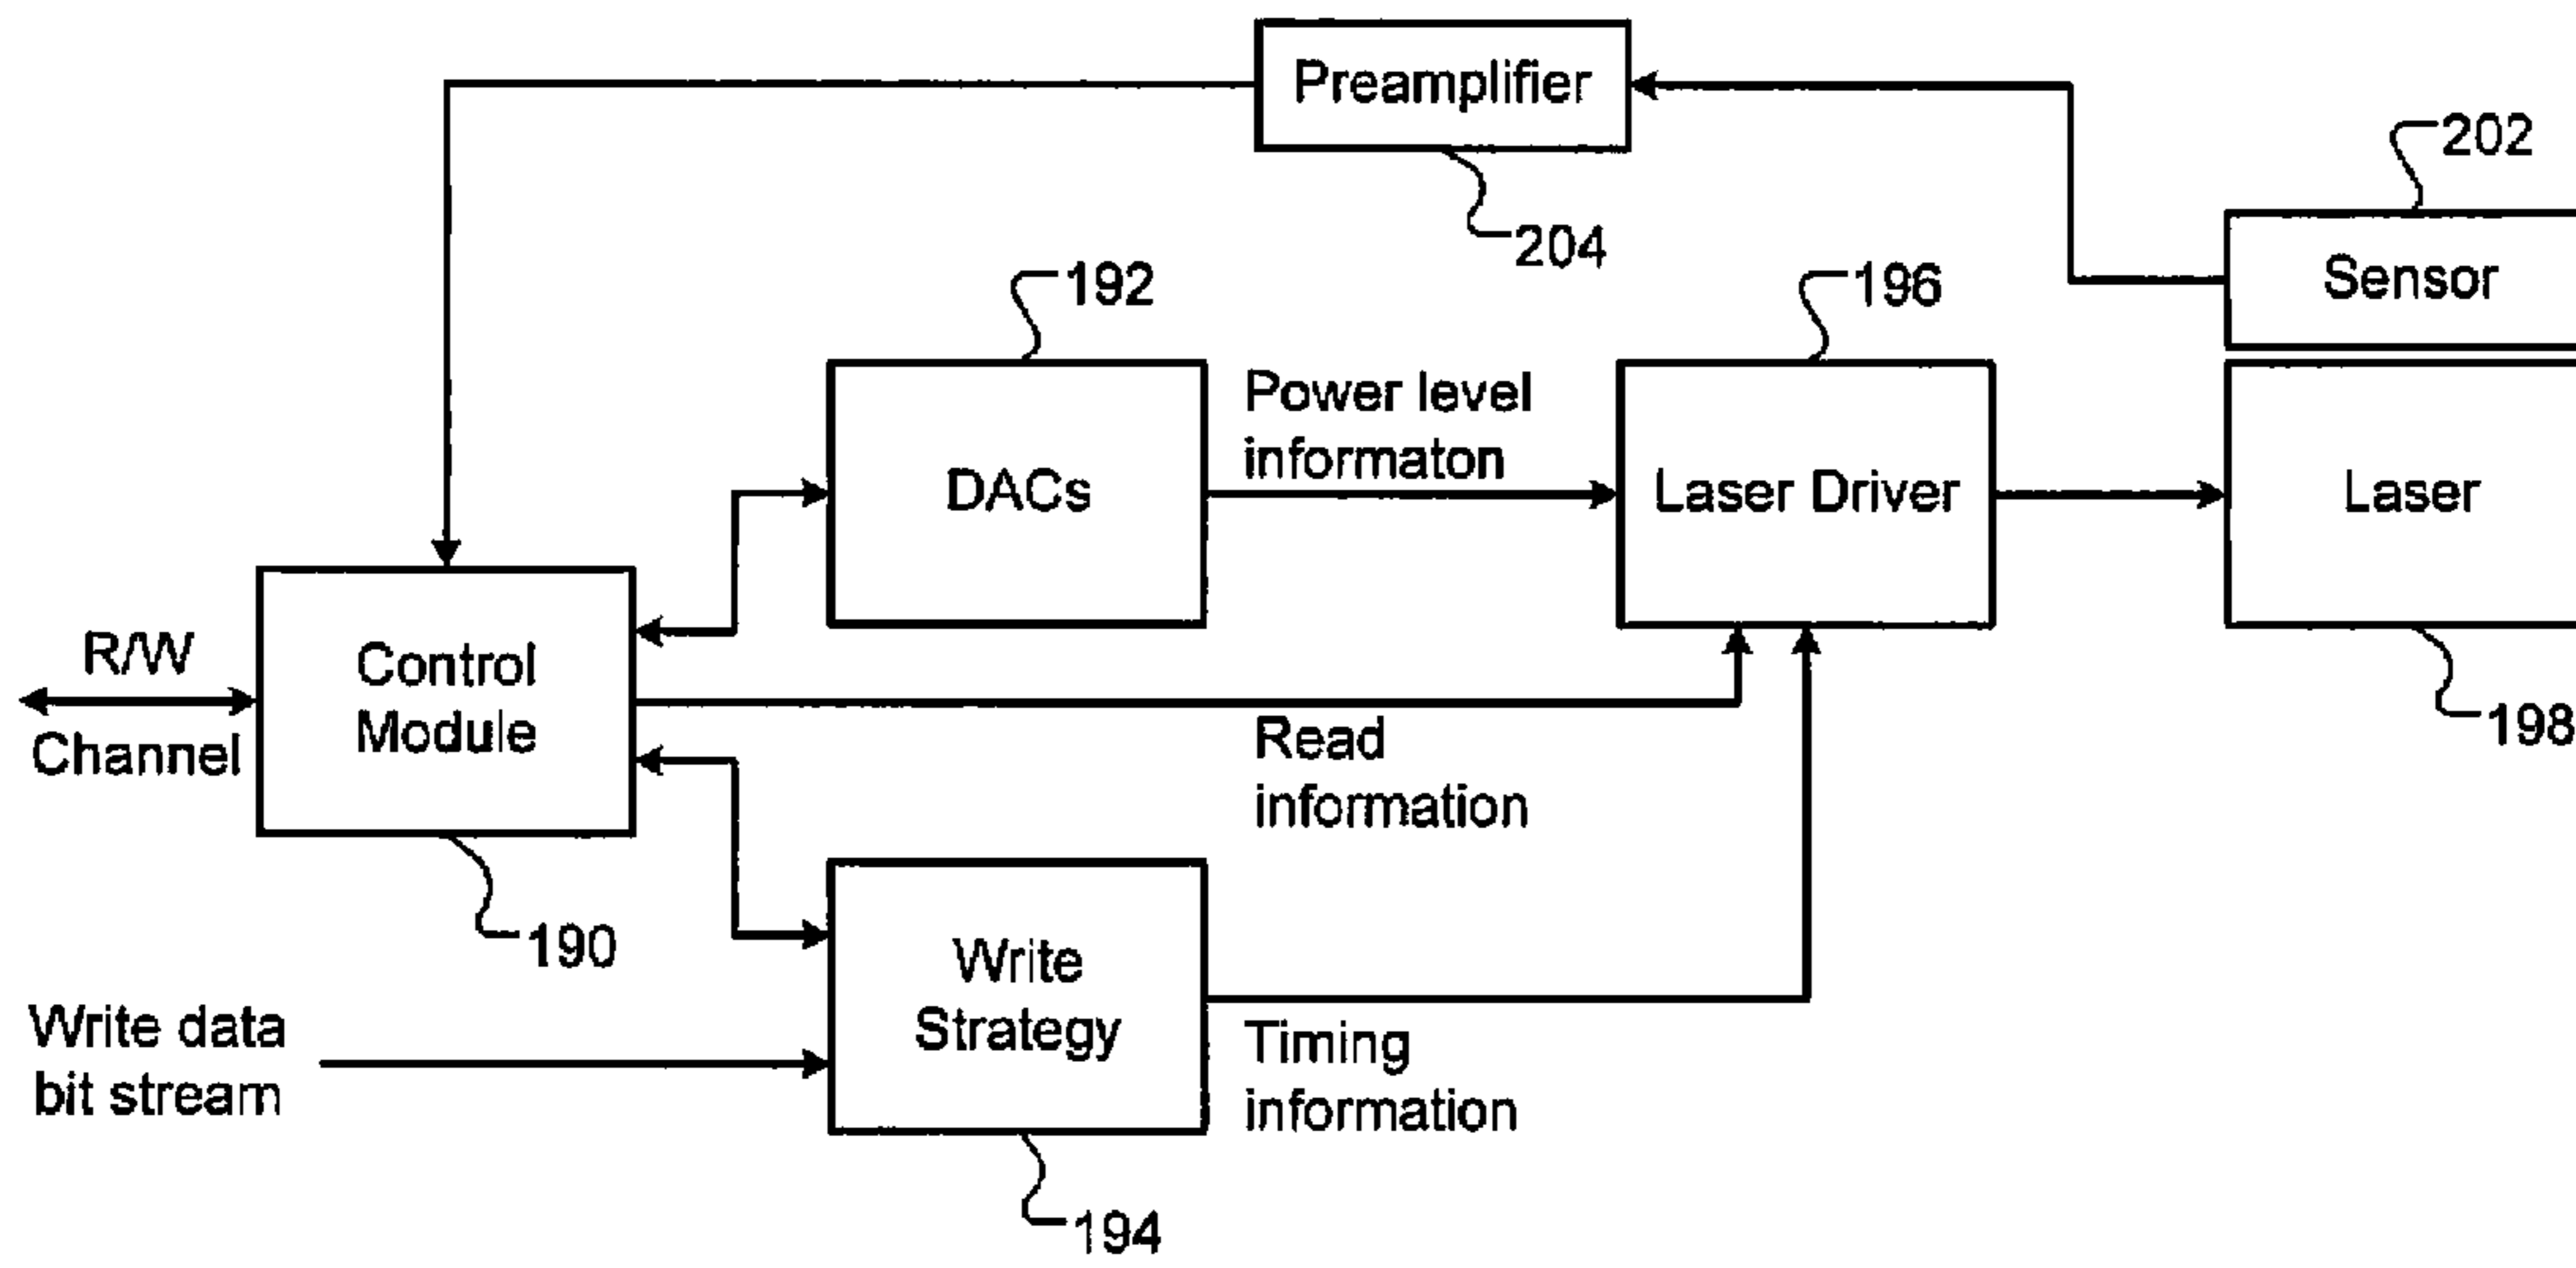 Preamplifier
202
204
Sensor
192
196
Power level
informaton
DACs
Laser Driver
Laser
R/W
Channel
Control
Module
Read
information
198
190
Write data
bit stream
Write
Strategy
Timing
information
194